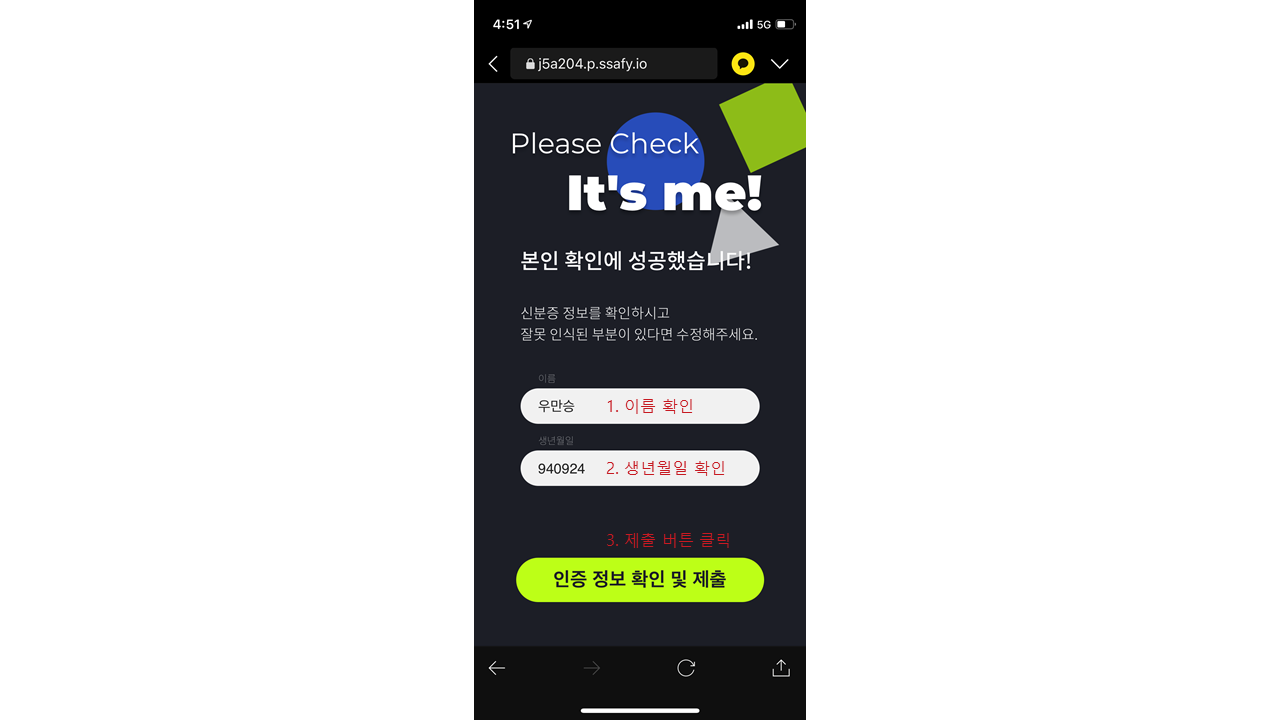 4:51
5G
j5a204.p.ssafy.io
Please Check
It's me!
본인 확인에 성공했습니다!
신분증 정보를 확인하시고
잘못 인식된 부분이 있다면 수정해주세요.
이름
우만승 1. 이름 확인
생년월일
940924 2. 생년월일 확인
3. 제출 버튼 클릭
인증 정보 확인 및 제출